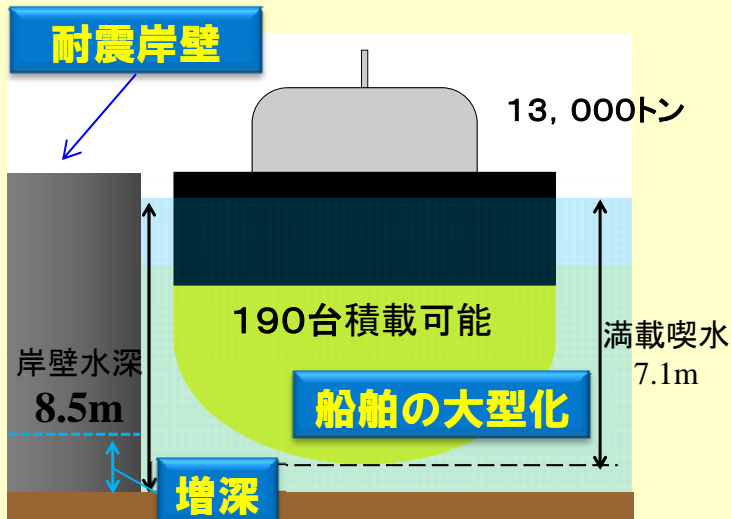 耐震岸壁
13,000トン
190台積載可能
岸壁水深
8.5m
満載喫水
7.1m
船舶の大型化
増深